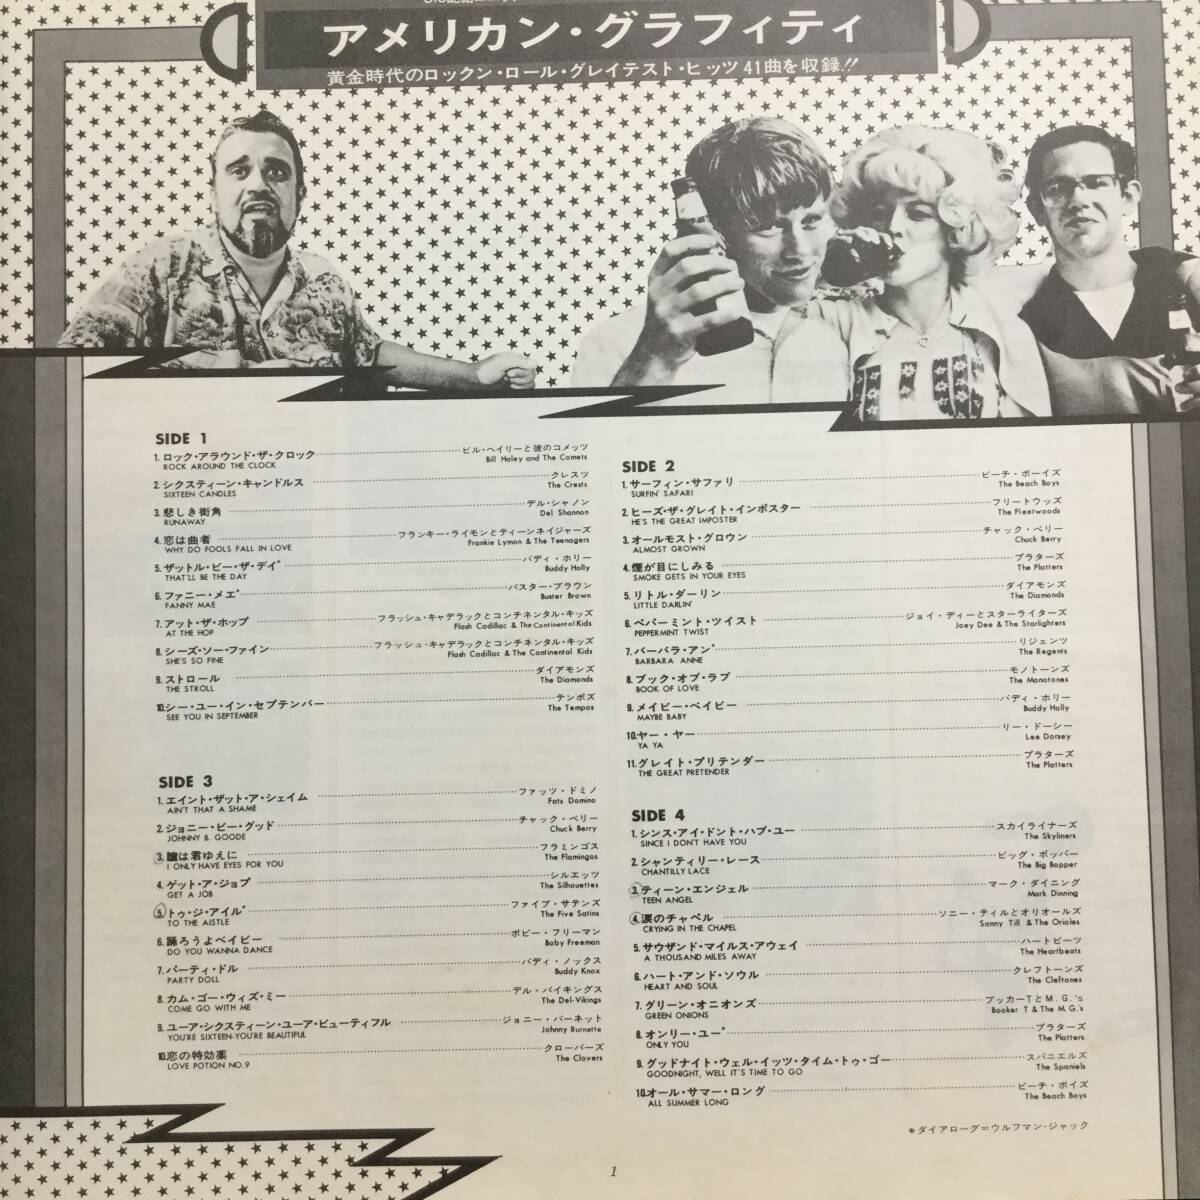 アメリカン・グラフィティ
黄金時代のロックン・ロール・グレイテスト・ヒッツ 41曲を収録!!
SIDE 1
1. ロック・アラウンド・ザ・クロック ビル・ヘイリーと彼のコメッツ
ROCK AROUND THE CLOCK Bill Haley and The Comets
2. シクスティーン・キャンドルス クレスツ
SIXTEEN CANDLES The Crests
3. 悲しき街角 デル・シャノン
RUNAWAY Del Shannon
4. 恋は曲者 フランキー・ライモンとティーンネイジャーズ
WHY DO FOOLS FALL IN LOVE Frankie Lymon & The Teenagers
5. ザットル・ビー・ザ・デイ* バディ・ホリー
THAT'LL BE THE DAY Buddy Holly
6. ファニー・メエ* バスター・ブラウン
FANNY MAE Buster Brown
7. アット・ザ・ホップ フラッシュ・キャデラックとコンチネンタル・キッズ
AT THE HOP Flash Cadillac & The Continental Kids
8. シーズ・ソー・ファイン フラッシュ・キャデラックとコンチネンタル・キッズ
SHE'S SO FINE Flash Cadillac & The Continental Kids
9. ストロール ダイアモンズ
THE STROLL The Diamonds
10. シー・ユー・イン・セプテンバー テンポズ
SEE YOU IN SEPTEMBER The Tempos
SIDE 2
1. サーフィン・サファリ ビーチ・ボーイズ
SURFIN' SAFARI The Beach Boys
2. ヒーズ・ザ・グレイト・インポスター フリートウッズ
HE'S THE GREAT IMPOSTER The Fleetwoods
3. オールモスト・グロウン チャック・ベリー
ALMOST GROWN Chuck Berry
4. 煙が目にしみる プラターズ
SMOKE GETS IN YOUR EYES The Platters
5. リトル・ダーリン ダイアモンズ
LITTLE DARLIN' The Diamonds
6. ペパーミント・ツイスト ジョイ・ディーとスターライターズ
PEPPERMINT TWIST Joey Dee & The Starlighters
7. バーバラ・アン* リジェンツ
BARBARA ANNE The Regents
8. ブック・オブ・ラブ モノトーンズ
BOOK OF LOVE The Monotones
9. メイビー・ベイビー バディ・ホリー
MAYBE BABY Buddy Holly
10. ヤー・ヤー リー・ドーシー
YA YA Lee Dorsey
11. グレイト・プリテンダー プラターズ
THE GREAT PRETENDER The Platters
SIDE 3
1. エイント・ザット・ア・シェイム ファッツ・ドミノ
AIN'T THAT A SHAME Fats Domino
2. ジョニー・ビー・グッド チャック・ベリー
JOHNNY B. GOODE Chuck Berry
3. 瞳は君ゆえに フラミンゴス
I ONLY HAVE EYES FOR YOU The Flamingos
4. ゲット・ア・ジョブ シルエッツ
GET A JOB The Silhouettes
5. トゥ・ジ・アイル* ファイブ・サテンズ
TO THE AISTLE The Five Satins
6. 踊ろうよベイビー ボビー・フリーマン
DO YOU WANNA DANCE Boby Freeman
7. パーティ・ドル バディ・ノックス
PARTY DOLL Buddy Knox
8. カム・ゴー・ウィズ・ミー デル・バイキングス
COME GO WITH ME The Del-Vikings
9. ユーア・シクスティーン・ユーア・ビューティフル ジョニー・バーネット
YOU'RE SIXTEEN-YOU'RE BEAUTIFUL Johnny Burnette
10. 恋の特効薬 クローバーズ
LOVE POTION NO.9 The Clovers
SIDE 4
1. シンス・アイ・ドント・ハブ・ユー スカイライナーズ
SINCE I DON'T HAVE YOU The Skyliners
2. シャンティリー・レース ビッグ・ボッパー
CHANTILLY LACE The Big Bopper
3. ティーン・エンジェル マーク・ダイニング
TEEN ANGEL Mark Dinning
4. 涙のチャペル ソニー・ティルとオリオールズ
CRYING IN THE CHAPEL Sonny Till & The Orioles
5. サウザンド・マイルス・アウェイ ハートビーツ
A THOUSAND MILES AWAY The Heartbeats
6. ハート・アンド・ソウル クレフトーンズ
HEART AND SOUL The Cleftones
7. グリーン・オニオンズ ブッカーTとM.G.'s
GREEN ONIONS Booker T & The M.G.'s
8. オンリー・ユー* プラターズ
ONLY YOU The Platters
9. グッドナイト・ウェル・イッツ・タイム・トゥ・ゴー スパニエルズ
GOODNIGHT, WELL IT'S TIME TO GO The Spaniels
10. オール・サマー・ロング ビーチ・ボイズ
ALL SUMMER LONG The Beach Boys
*ダイアローグ=ウルフマン・ジャック
1